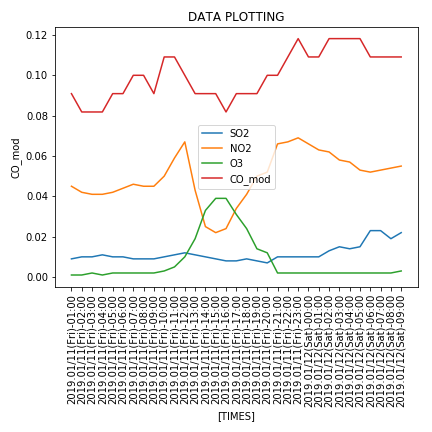 DATA PLOTTING
CO_mod
0.12
0.10
0.08
0.06
0.04
0.02
0.00
SO2
NO2
O3
CO_mod
2019.01/11(Fri)-01:00
2019.01/11(Fri)-02:00
2019.01/11(Fri)-03:00
2019.01/11(Fri)-04:00
2019.01/11(Fri)-05:00
2019.01/11(Fri)-06:00
2019.01/11(Fri)-07:00
2019.01/11(Fri)-08:00
2019.01/11(Fri)-09:00
2019.01/11(Fri)-10:00
2019.01/11(Fri)-11:00
2019.01/11(Fri)-12:00
2019.01/11(Fri)-13:00
2019.01/11(Fri)-14:00
2019.01/11(Fri)-15:00
2019.01/11(Fri)-16:00
2019.01/11(Fri)-17:00
2019.01/11(Fri)-18:00
2019.01/11(Fri)-19:00
2019.01/11(Fri)-20:00
2019.01/11(Fri)-21:00
2019.01/11(Fri)-22:00
2019.01/11(Fri)-23:00
2019.01/12(Sat)-00:00
2019.01/12(Sat)-01:00
2019.01/12(Sat)-02:00
2019.01/12(Sat)-03:00
2019.01/12(Sat)-04:00
2019.01/12(Sat)-05:00
2019.01/12(Sat)-06:00
2019.01/12(Sat)-07:00
2019.01/12(Sat)-08:00
2019.01/12(Sat)-09:00
[TIMES]